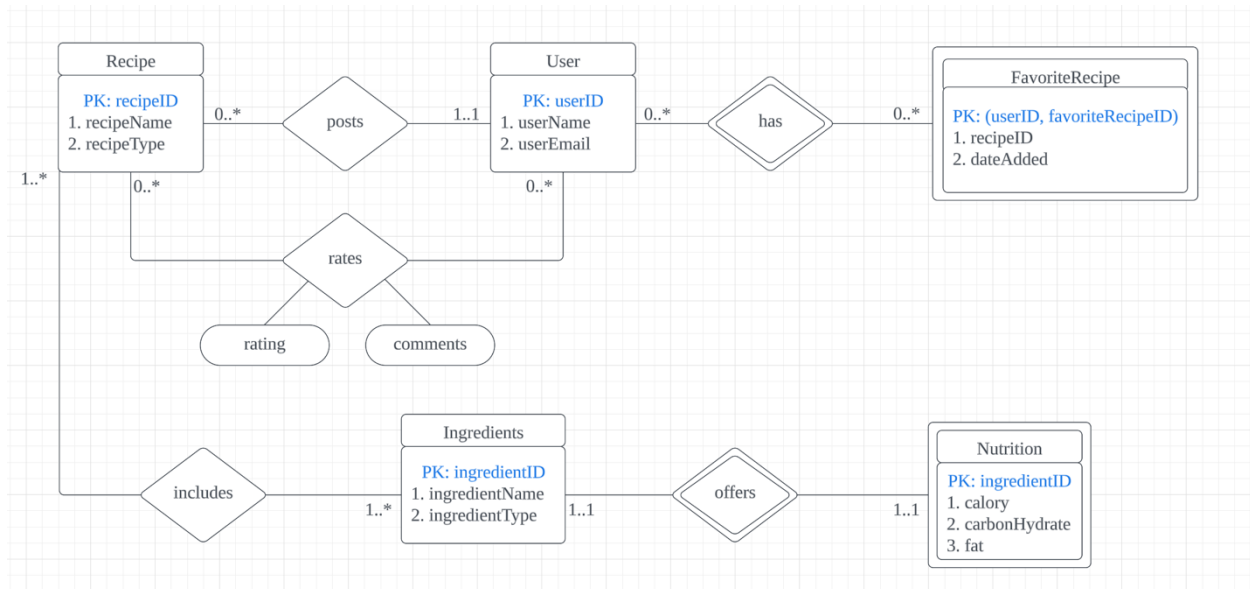 Recipe
PK: recipeID
1. recipeName
2. recipeType
0..*
posts
1..1
User
PK: userID
1. userName
2. userEmail
0..*
has
0..*
FavoriteRecipe
PK: (userID, favoriteRecipeID)
1. recipeID
2. dateAdded
1..*
0..*
0..*
rates
rating
comments
includes
1..*
Ingredients
PK: ingredientID
1. ingredientName
2. ingredientType
1..1
offers
1..1
Nutrition
PK: ingredientID
1. calory
2. carbonHydrate
3. fat